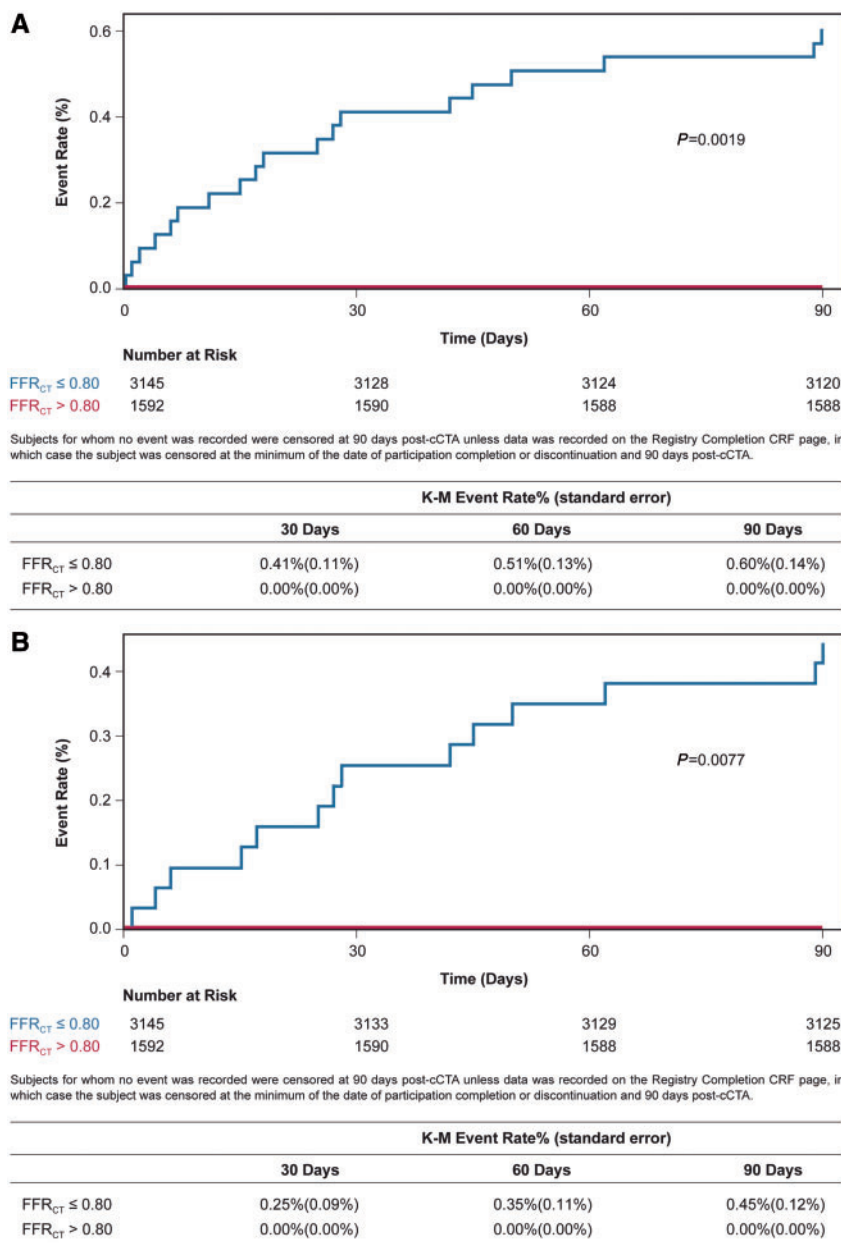 A
0.6
0.4
0.2
0.0
Event Rate (%)
P=0.0019
0 30 60 90
Time (Days)
Number at Risk
FFRCT ≤ 0.80 3145 3128 3124 3120
FFRCT > 0.80 1592 1590 1588 1588
Subjects for whom no event was recorded were censored at 90 days post-cCTA unless data was recorded on the Registry Completion CRF page, in
which case the subject was censored at the minimum of the date of participation completion or discontinuation and 90 days post-cCTA.
K-M Event Rate% (standard error)
30 Days 60 Days 90 Days
FFRCT ≤ 0.80 0.41%(0.11%) 0.51%(0.13%) 0.60%(0.14%)
FFRCT > 0.80 0.00%(0.00%) 0.00%(0.00%) 0.00%(0.00%)
B
0.4
0.3
0.2
0.1
0.0
Event Rate (%)
P=0.0077
0 30 60 90
Time (Days)
Number at Risk
FFRCT ≤ 0.80 3145 3133 3129 3125
FFRCT > 0.80 1592 1590 1588 1588
Subjects for whom no event was recorded were censored at 90 days post-cCTA unless data was recorded on the Registry Completion CRF page, in
which case the subject was censored at the minimum of the date of participation completion or discontinuation and 90 days post-cCTA.
K-M Event Rate% (standard error)
30 Days 60 Days 90 Days
FFRCT ≤ 0.80 0.25%(0.09%) 0.35%(0.11%) 0.45%(0.12%)
FFRCT > 0.80 0.00%(0.00%) 0.00%(0.00%) 0.00%(0.00%)